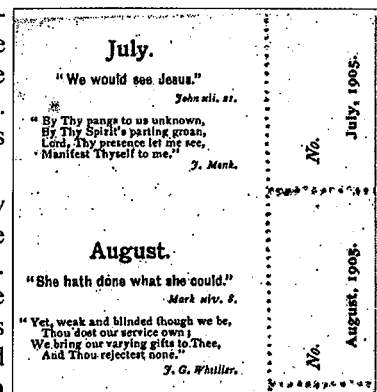 July.
"We would see Jesus."
John xii. 21.
"By Thy pangs to us unknown,
By Thy Spirit's parting groan,
Lord, Thy presence let me see,
Manifest Thyself to me."
J. Monk.
No.
July, 1905.
August.
"She hath done what she could."
Mark xiv. 8.
"Yet, weak and blinded though we be,
Thou dost our service own;
We bring our varying gifts to Thee,
And Thou rejectest none."
J. G. Whittier.
No.
August, 1905.